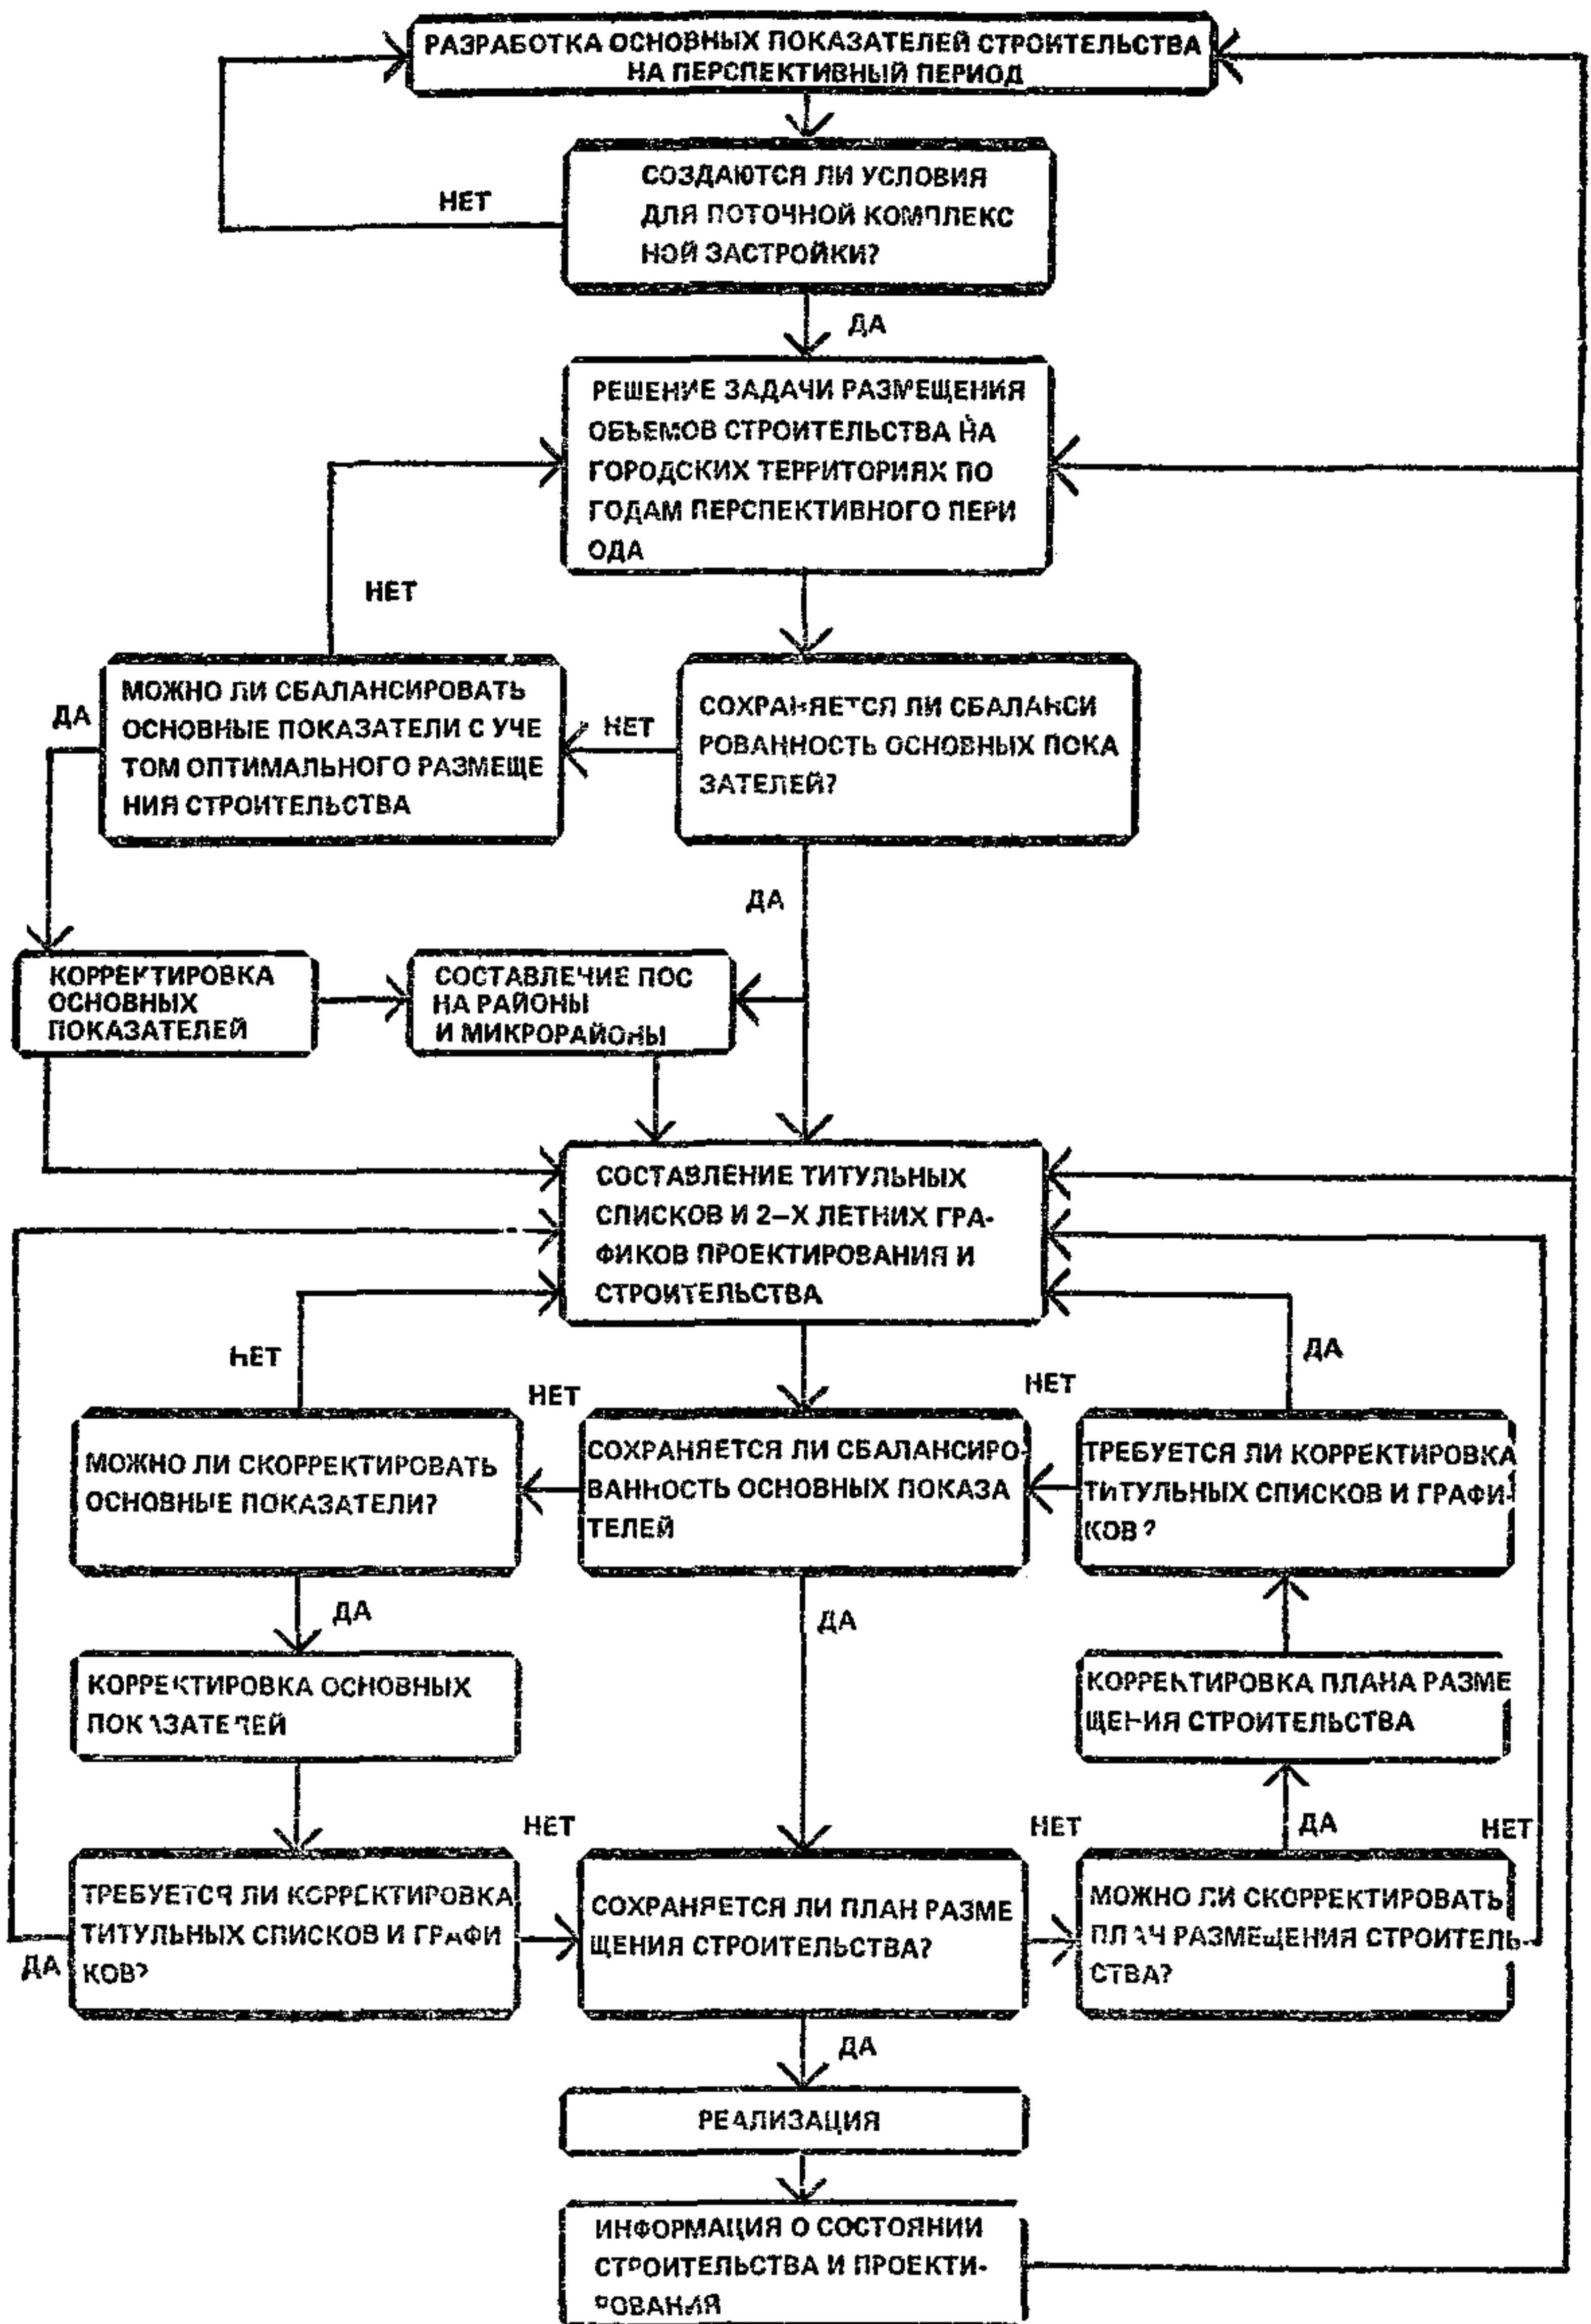 РАЗРАБОТКА ОСНОВНЫХ ПОКАЗАТЕЛЕЙ СТРОИТЕЛЬСТВА
НА ПЕРСПЕКТИВНЫЙ ПЕРИОД
СОЗДАЮТСЯ ЛИ УСЛОВИЯ
ДЛЯ ПОТОЧНОЙ КОМПЛЕКС
НОЙ ЗАСТРОЙКИ?
НЕТ
ДА
РЕШЕНИЕ ЗАДАЧИ РАЗМЕЩЕНИЯ
ОБЪЕМОВ СТРОИТЕЛЬСТВА НА
ГОРОДСКИХ ТЕРРИТОРИЯХ ПО
ГОДАМ ПЕРСПЕКТИВНОГО ПЕРИ
ОДА
НЕТ
МОЖНО ЛИ СБАЛАНСИРОВАТЬ
ОСНОВНЫЕ ПОКАЗАТЕЛИ С УЧЕ
ТОМ ОПТИМАЛЬНОГО РАЗМЕЩЕ
НИЯ СТРОИТЕЛЬСТВА
ДА
НЕТ
СОХРАНЯЕТСЯ ЛИ СБАЛАНСИ
РОВАННОСТЬ ОСНОВНЫХ ПОКА
ЗАТЕЛЕЙ?
ДА
КОРРЕКТИРОВКА
ОСНОВНЫХ
ПОКАЗАТЕЛЕЙ
СОСТАВЛЕНИЕ ПОС
НА РАЙОНЫ
И МИКРОРАЙОНЫ
СОСТАВЛЕНИЕ ТИТУЛЬНЫХ
СПИСКОВ И 2–Х ЛЕТНИХ ГРА-
ФИКОВ ПРОЕКТИРОВАНИЯ И
СТРОИТЕЛЬСТВА
НЕТ
НЕТ
НЕТ
ДА
МОЖНО ЛИ СКОРРЕКТИРОВАТЬ
ОСНОВНЫЕ ПОКАЗАТЕЛИ?
СОХРАНЯЕТСЯ ЛИ СБАЛАНСИРО-
ВАННОСТЬ ОСНОВНЫХ ПОКАЗА
ТЕЛЕЙ
ТРЕБУЕТСЯ ЛИ КОРРЕКТИРОВКА
ТИТУЛЬНЫХ СПИСКОВ И ГРАФИ-
КОВ?
ДА
ДА
КОРРЕКТИРОВКА ОСНОВНЫХ
ПОКАЗАТЕЛЕЙ
КОРРЕКТИРОВКА ПЛАНА РАЗМЕ
ЩЕНИЯ СТРОИТЕЛЬСТВА
НЕТ
НЕТ
ДА
НЕТ
ТРЕБУЕТСЯ ЛИ КОРРЕКТИРОВКА
ТИТУЛЬНЫХ СПИСКОВ И ГРАФИ
КОВ?
ДА
СОХРАНЯЕТСЯ ЛИ ПЛАН РАЗМЕ
ЩЕНИЯ СТРОИТЕЛЬСТВА?
МОЖНО ЛИ СКОРРЕКТИРОВАТЬ
ПЛАН РАЗМЕЩЕНИЯ СТРОИТЕЛЬ-
СТВА?
ДА
РЕАЛИЗАЦИЯ
ИНФОРМАЦИЯ О СОСТОЯНИИ
СТРОИТЕЛЬСТВА И ПРОЕКТИ-
РОВАНИЯ